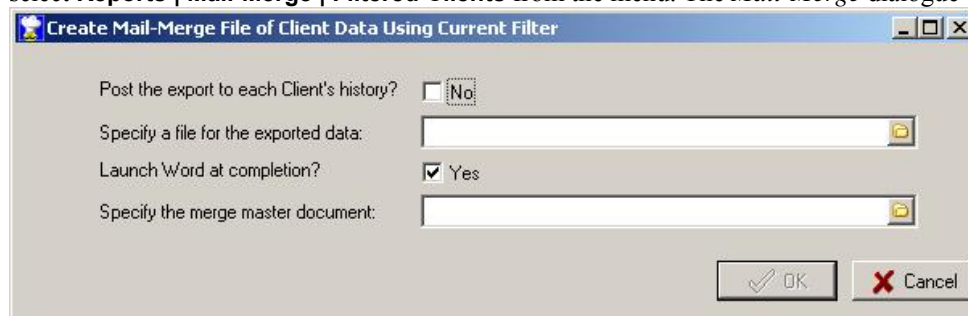 select Reports | Mail-Merge | Filtered Clients from the menu. The Mail-Merge dialogue
Create Mail-Merge File of Client Data Using Current Filter
Post the export to each Client's history? No
Specify a file for the exported data:
Launch Word at completion? Yes
Specify the merge master document:
OK Cancel